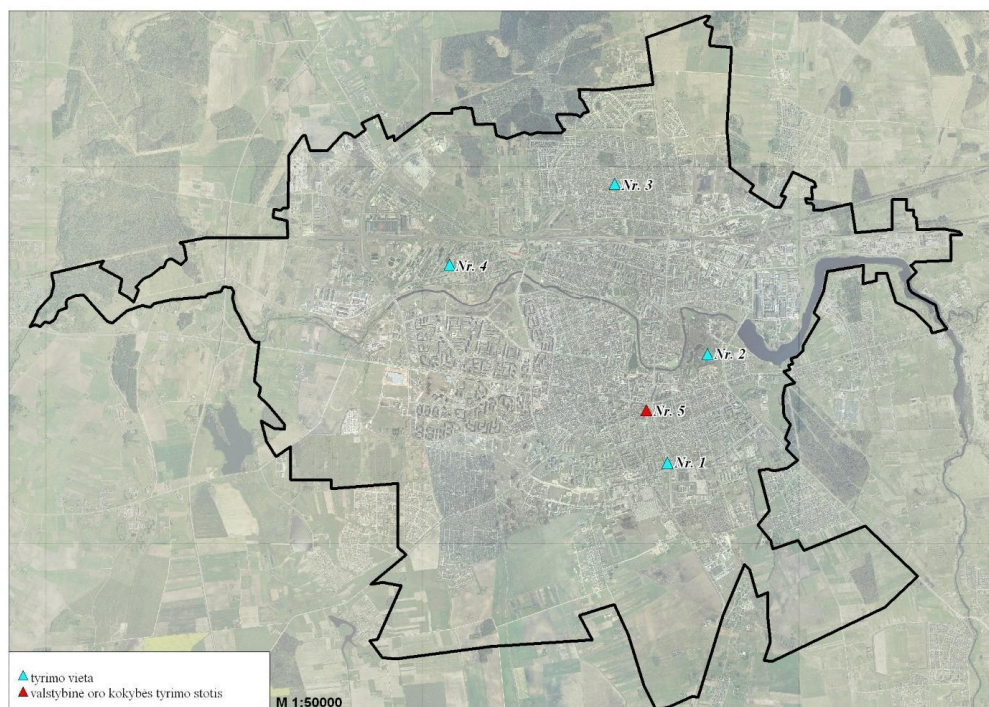 Nr. 3
Nr. 4
Nr. 2
Nr. 5
Nr. 1
tyrimo vieta
valstybinė oro kokybės tyrimo stotis
M 1:50000